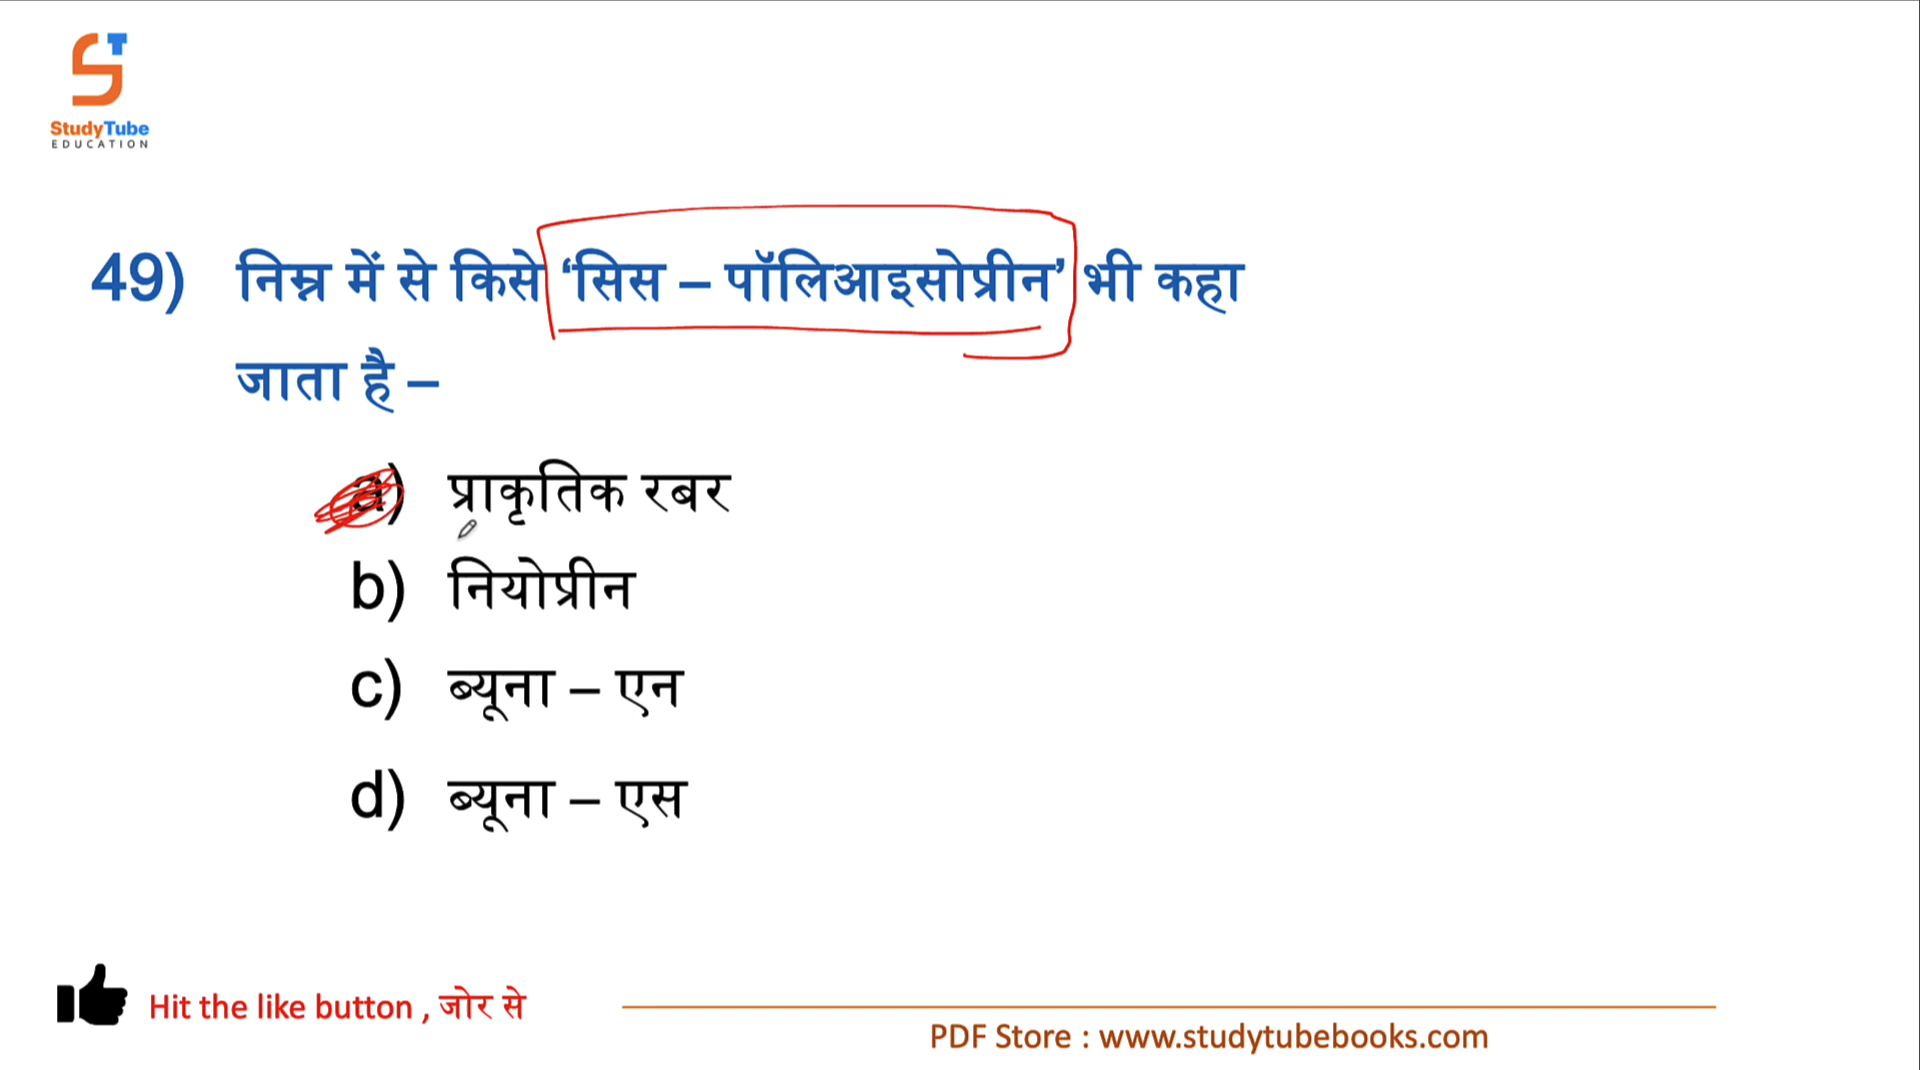 StudyTube
EDUCATION
49) निम्न में से किसे ‘सिस – पॉलिआइसोप्रीन’ भी कहा
जाता है –
a) प्राकृतिक रबर
b) नियोप्रीन
c) ब्यूना – एन
d) ब्यूना – एस
Hit the like button , जोर से
PDF Store : www.studytubebooks.com